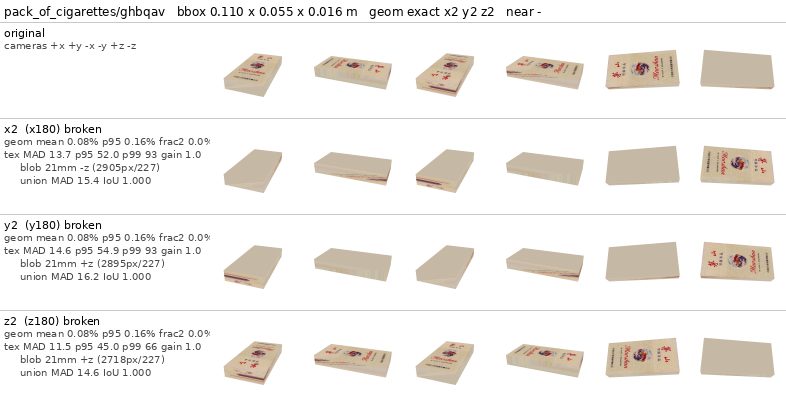 pack_of_cigarettes/ghbqav   bbox 0.110 x 0.055 x 0.016 m   geom exact x2 y2 z2   near -
original
cameras +x +y -x -y +z -z
x2  (x180) broken
geom mean 0.08% p95 0.16% frac2 0.0%
tex MAD 13.7 p95 52.0 p99 93 gain 1.0
blob 21mm -z (2905px/227)
union MAD 15.4 IoU 1.000
y2  (y180) broken
geom mean 0.08% p95 0.16% frac2 0.0%
tex MAD 14.6 p95 54.9 p99 93 gain 1.0
blob 21mm +z (2895px/227)
union MAD 16.2 IoU 1.000
z2  (z180) broken
geom mean 0.08% p95 0.16% frac2 0.0%
tex MAD 11.5 p95 45.0 p99 66 gain 1.0
blob 21mm +z (2718px/227)
union MAD 14.6 IoU 1.000